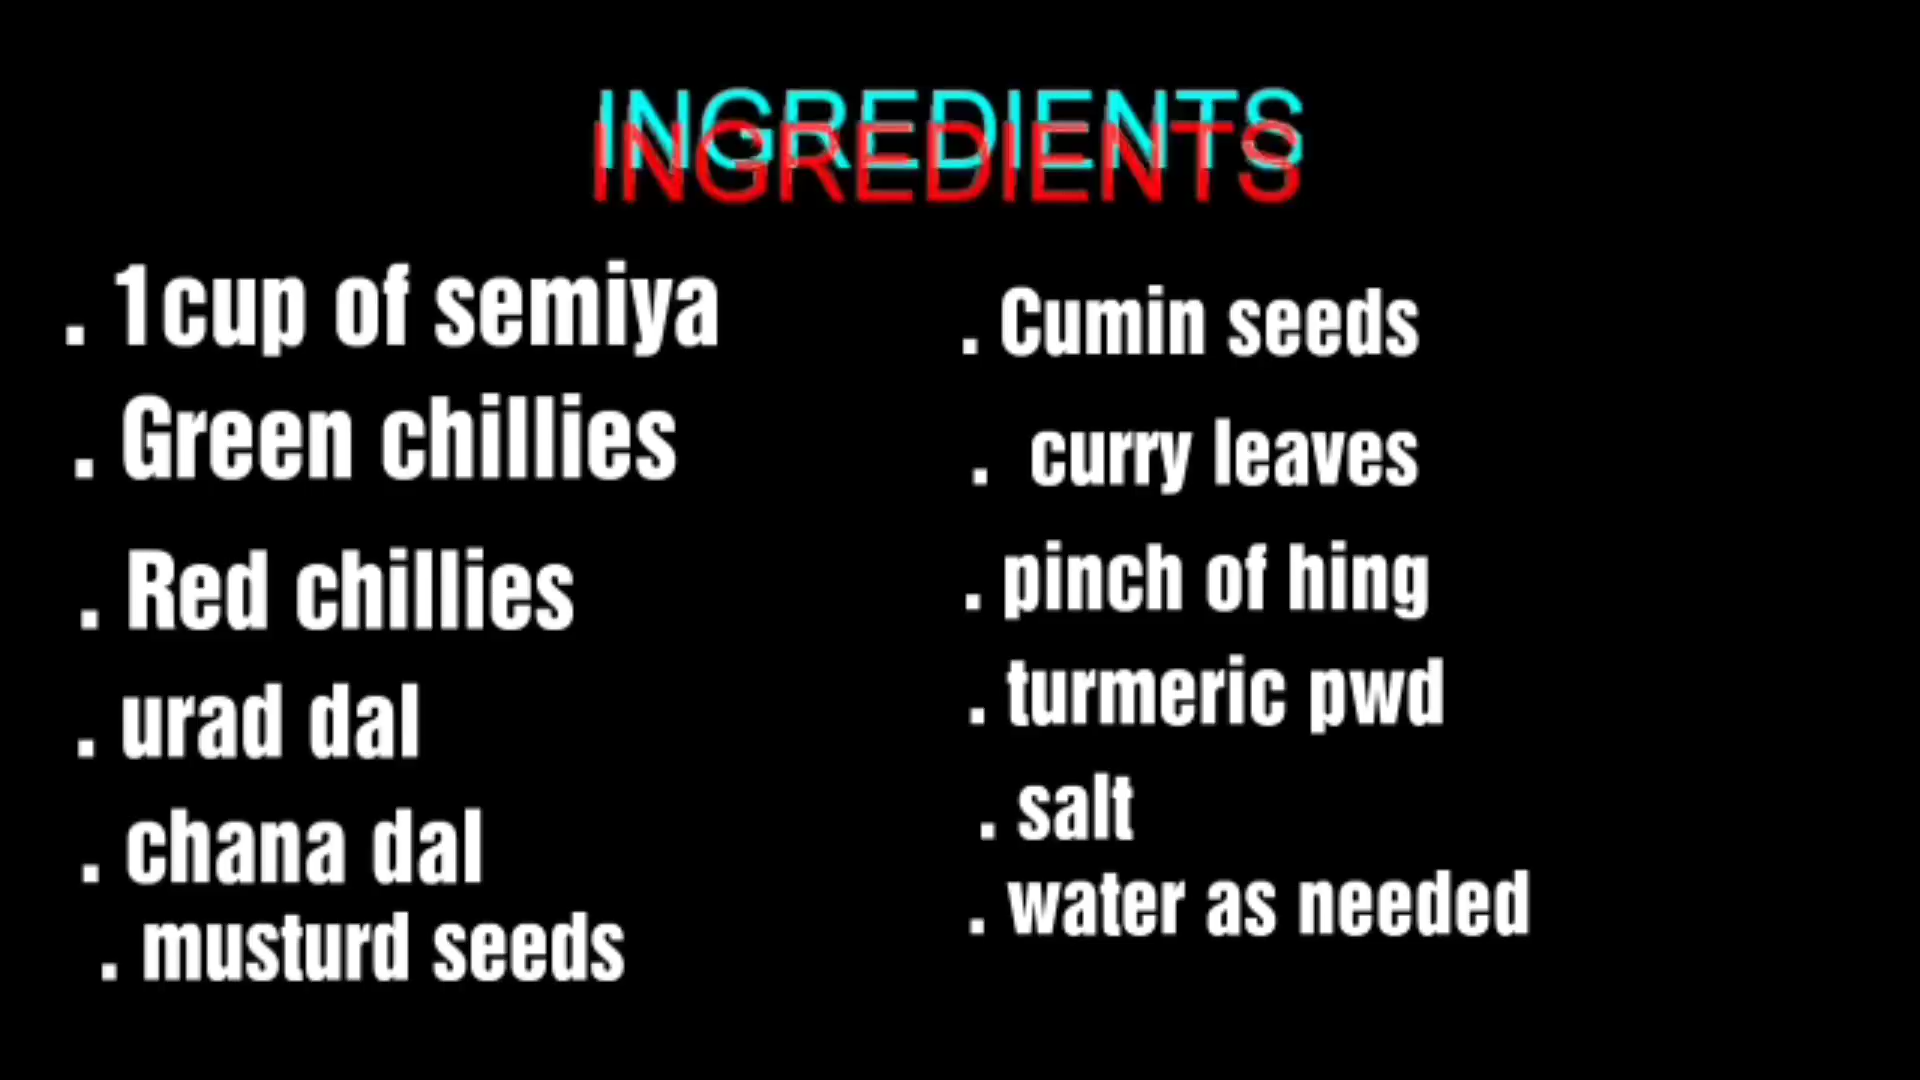 INGREDIENTS
INGREDIENTS
. 1cup of semiya
. Green chillies
. Red chillies
. urad dal
. chana dal
. musturd seeds
. Cumin seeds
. curry leaves
. pinch of hing
. turmeric pwd
. salt
. water as needed